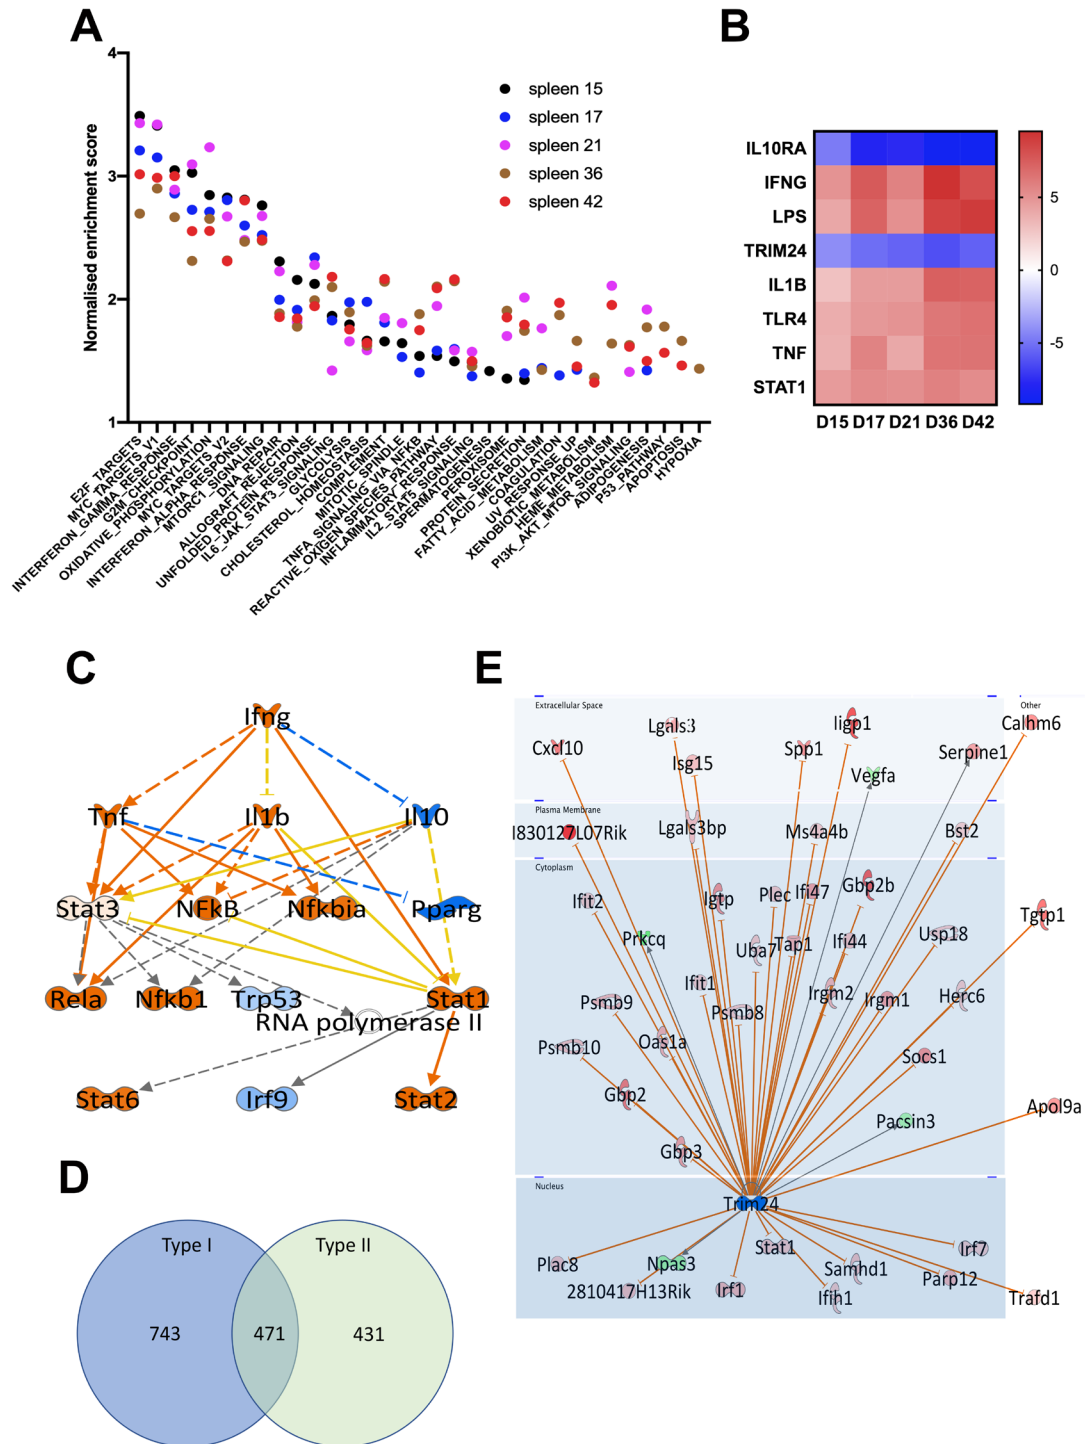 A
B
4
3
2
1
Normalised enrichment score
spleen 15
spleen 17
spleen 21
spleen 36
spleen 42
E2F_TARGETS
MYC_TARGETS_V1
INTERFERON_GAMMA_RESPONSE
G2M_CHECKPOINT
OXIDATIVE_PHOSPHORYLATION
MYC_TARGETS_V2
INTERFERON_ALPHA_RESPONSE
MTORC1_SIGNALING
DNA_REPAIR
ALLOGRAFT_REJECTION
UNFOLDED_PROTEIN_RESPONSE
IL6_JAK_STAT3_SIGNALING
GLYCOLYSIS
CHOLESTEROL_HOMEOSTASIS
COMPLEMENT
MITOTIC_SPINDLE
TNFA_SIGNALING_VIA_NFKB
REACTIVE_OXIGEN_SPECIES_PATHWAY
INFLAMMATORY_RESPONSE
IL2_STAT5_SIGNALING
SPERMATOGENESIS
PEROXISOME
PROTEIN_SECRETION
FATTY_ACID_METABOLISM
COAGULATION
UV_RESPONSE_UP
XENOBIOTIC_METABOLISM
HEME_METABOLISM
PI3K_AKT_MTOR_SIGNALING
ADIPOGENESIS
P53_PATHWAY
APOPTOSIS
HYPOXIA
IL10RA
IFNG
LPS
TRIM24
IL1B
TLR4
TNF
STAT1
D15 D17 D21 D36 D42
5
0
-5
C
Ifng
Tnf
Il1b
Il10
Stat3
NFkB
Nfkbia
Pparg
Rela
Nfkb1
Trp53
Stat1
RNA polymerase II
Stat6
Irf9
Stat2
D
Type I
Type II
743
471
431
E
Extracellular Space
Other
Lgals3
Iigp1
Calhm6
Cxcl10
Spp1
Serpine1
Isg15
Vegfa
Plasma Membrane
I830127L07Rik
Lgals3bp
Ms4a4b
Bst2
Cytoplasm
Ifit2
Igtp
Plec
Ifi47
Gbp2b
Tgtp1
Prkcq
Uba7
Tap1
Ifi44
Usp18
Ifit1
Psmb9
Psmb8
Irgm2
Irgm1
Herc6
Psmb10
Oas1a
Socs1
Gbp2
Apol9a
Pacsin3
Gbp3
Nucleus
Trim24
Plac8
Npas3
Stat1
Samhd1
Irf7
2810417H13Rik
Irf1
Ifih1
Parp12
Trafd1